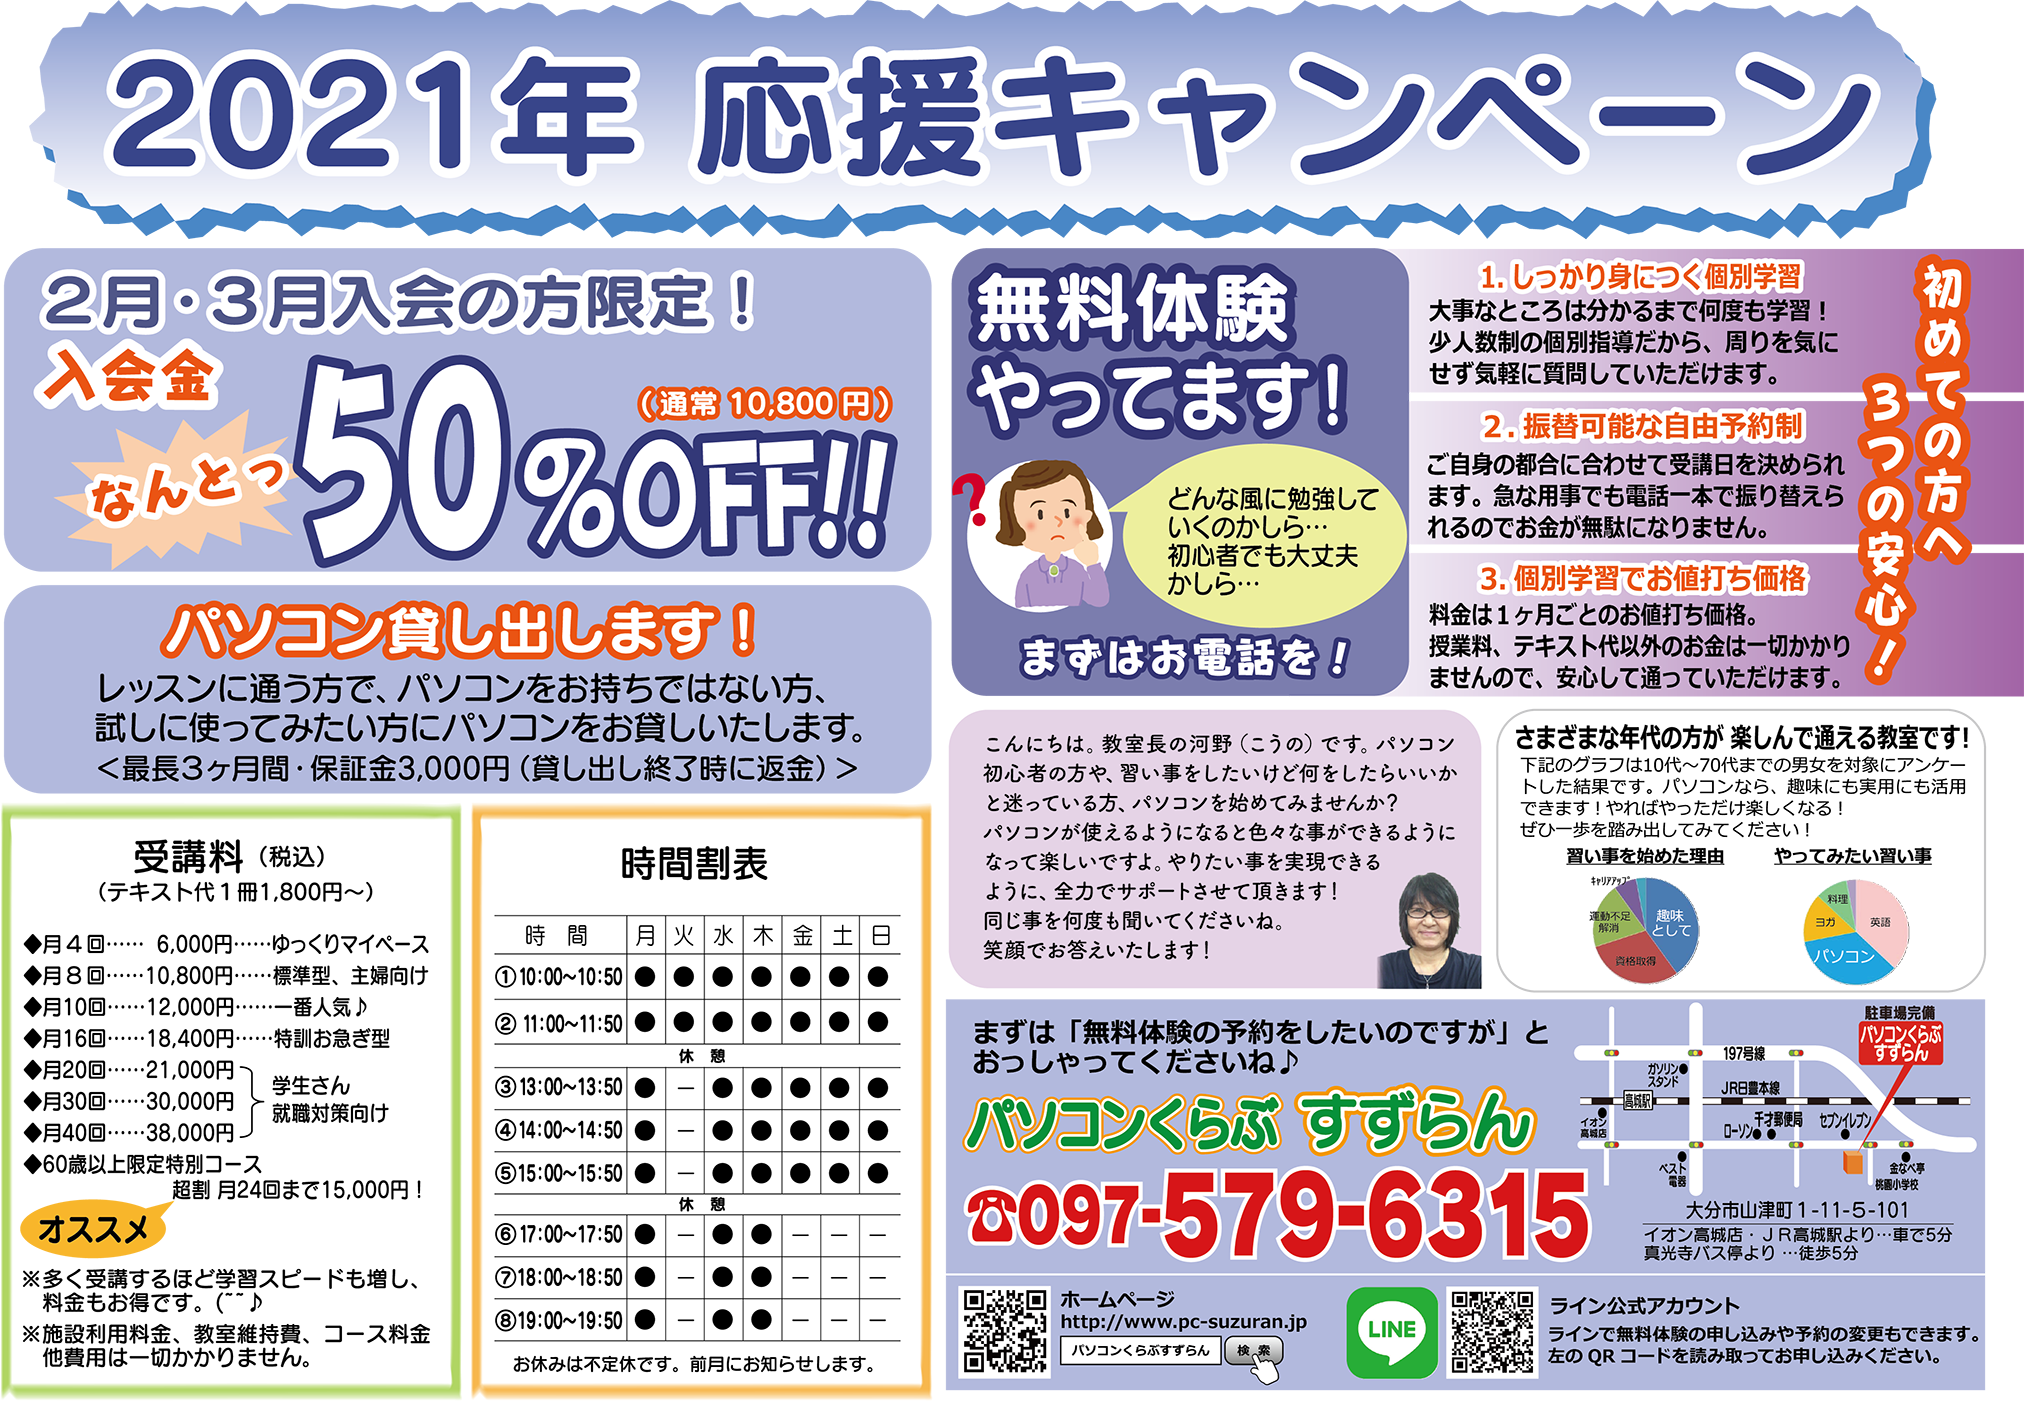 2021年 応援キャンペーン
2月・3月入会の方限定！
入会金
なんとっ
50%OFF!!
（通常 10,800 円）
パソコン貸し出します！
レッスンに通う方で、パソコンをお持ちではない方、
試しに使ってみたい方にパソコンをお貸しいたします。
＜最長3ヶ月間・保証金3,000円（貸し出し終了時に返金）＞
受講料（税込）
（テキスト代１冊1,800円～）
◆月４回…… 6,000円……ゆっくりマイペース
◆月８回……10,800円……標準型、主婦向け
◆月10回……12,000円……一番人気♪
◆月16回……18,400円……特訓お急ぎ型
◆月20回……21,000円
◆月30回……30,000円
◆月40回……38,000円
学生さん
就職対策向け
◆60歳以上限定特別コース
超割 月24回まで15,000円！
オススメ
※多く受講するほど学習スピードも増し、
料金もお得です。(˜˜♪
※施設利用料金、教室維持費、コース料金
他費用は一切かかりません。
時間割表
時 間 月 火 水 木 金 土 日
①10:00～10:50 ● ● ● ● ● ● ●
② 11:00～11:50 ● ● ● ● ● ● ●
休 憩
③13:00～13:50 ● － ● ● ● ● ●
④14:00～14:50 ● － ● ● ● ● ●
⑤15:00～15:50 ● － ● ● ● ● ●
休 憩
⑥17:00～17:50 ● － ● ● － － －
⑦18:00～18:50 ● － ● ● － － －
⑧19:00～19:50 ● － ● ● － － －
お休みは不定休です。前月にお知らせします。
無料体験
やってます！
?
どんな風に勉強して
いくのかしら…
初心者でも大丈夫
かしら…
まずはお電話を！
初めての方へ
３つの安心！
1. しっかり身につく個別学習
大事なところは分かるまで何度も学習！
少人数制の個別指導だから、周りを気に
せず気軽に質問していただけます。
２. 振替可能な自由予約制
ご自身の都合に合わせて受講日を決められ
ます。急な用事でも電話一本で振り替えら
れるのでお金が無駄になりません。
3. 個別学習でお値打ち価格
料金は１ヶ月ごとのお値打ち価格。
授業料、テキスト代以外のお金は一切かかり
ませんので、安心して通っていただけます。
こんにちは。教室長の河野（こうの）です。パソコン
初心者の方や、習い事をしたいけど何をしたらいいか
と迷っている方、パソコンを始めてみませんか？
パソコンが使えるようになると色々な事ができるように
なって楽しいですよ。やりたい事を実現できる
ように、全力でサポートさせて頂きます！
同じ事を何度も聞いてくださいね。
笑顔でお答えいたします！
さまざまな年代の方が 楽しんで通える教室です！
下記のグラフは10代～70代までの男女を対象にアンケー
トした結果です。パソコンなら、趣味にも実用にも活用
できます！やればやっただけ楽しくなる！
ぜひ一歩を踏み出してみてください！
習い事を始めた理由
キャリアアップ
運動不足
解消
趣味
として
資格取得
やってみたい習い事
料理
ヨガ
英語
パソコン
まずは「無料体験の予約をしたいのですが」と
おっしゃってくださいね♪
パソコンくらぶ すずらん
☎097-579-6315
駐車場完備
パソコンくらぶ
すずらん
197号線
ガソリン
スタンド
JR日豊本線
高城駅
イオン
高城店
千才郵便局
ローソン
セブンイレブン
ベスト
電器
金なべ亭
桃園小学校
大分市山津町１-11-５-101
イオン高城店・ＪＲ高城駅より…車で5分
真光寺バス停より …徒歩5分
ホームページ
http://www.pc-suzuran.jp
パソコンくらぶすずらん
検 索
LINE
ライン公式アカウント
ラインで無料体験の申し込みや予約の変更もできます。
左の QR コードを読み取ってお申し込みください。